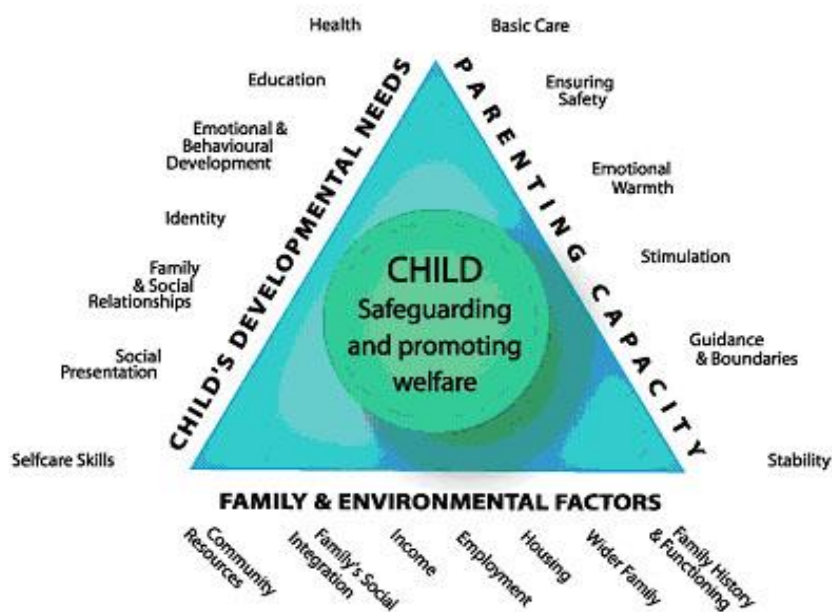 Health
Education
Emotional &
Behavioural
Development
Identity
Family
& Social
Relationships
Social
Presentation
Selfcare Skills
CHILD'S DEVELOPMENTAL NEEDS
Basic Care
Ensuring
Safety
Emotional
Warmth
Stimulation
Guidance
& Boundaries
Stability
PARENTING CAPACITY
CHILD
Safeguarding
and promoting
welfare
FAMILY & ENVIRONMENTAL FACTORS
Community
Resources
Family's Social
Integration
Income
Employment
Housing
Wider Family
Family History
& Functioning